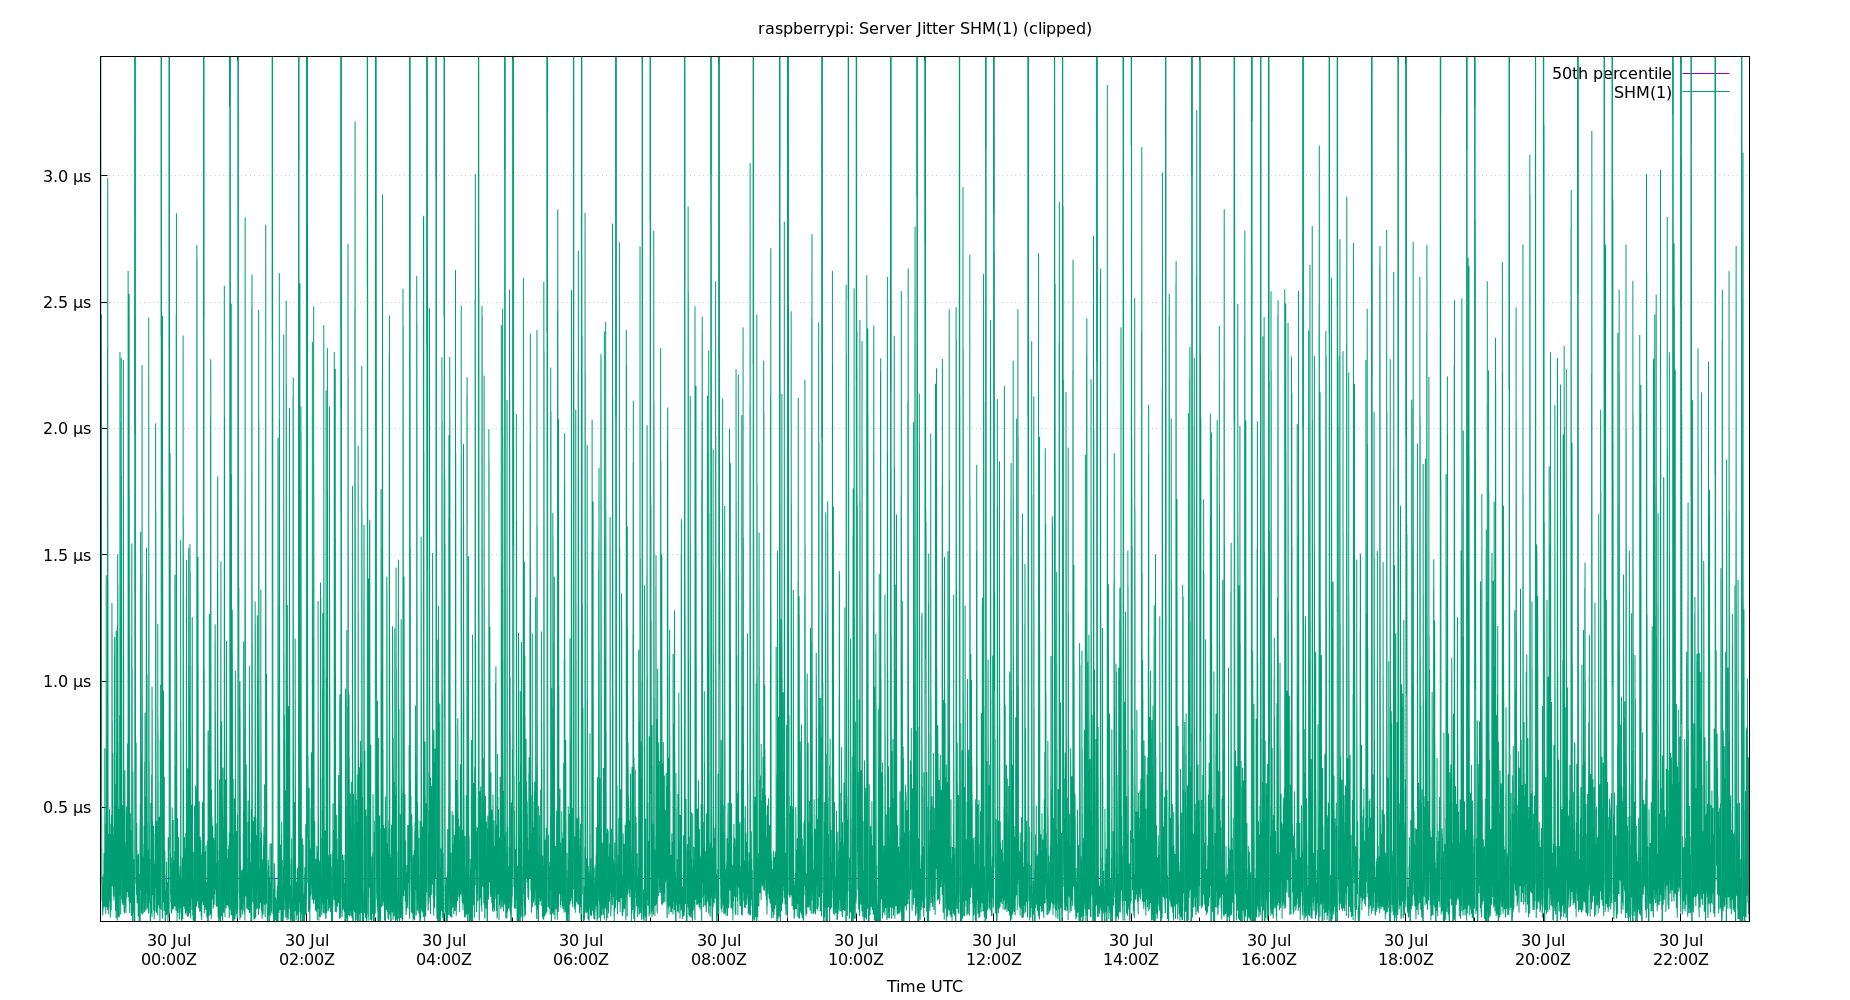 raspberrypi: Server Jitter SHM(1) (clipped)
50th percentile
SHM(1)
3.0 µs
2.5 µs
2.0 µs
1.5 µs
1.0 µs
0.5 µs
30 Jul 30 Jul 30 Jul 30 Jul 30 Jul 30 Jul 30 Jul 30 Jul 30 Jul 30 Jul 30 Jul 30 Jul
00:00Z 02:00Z 04:00Z 06:00Z 08:00Z 10:00Z 12:00Z 14:00Z 16:00Z 18:00Z 20:00Z 22:00Z
Time UTC